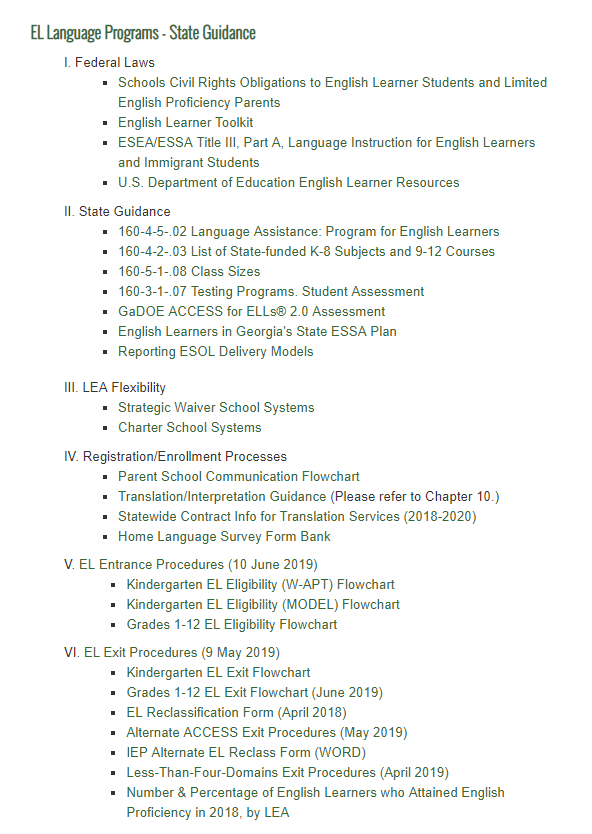 EL Language Programs - State Guidance
I. Federal Laws
Schools Civil Rights Obligations to English Learner Students and Limited
English Proficiency Parents
English Learner Toolkit
ESEA/ESSA Title III, Part A, Language Instruction for English Learners
and Immigrant Students
U.S. Department of Education English Learner Resources
II. State Guidance
160-4-5-.02 Language Assistance: Program for English Learners
160-4-2-.03 List of State-funded K-8 Subjects and 9-12 Courses
160-5-1-.08 Class Sizes
160-3-1-.07 Testing Programs. Student Assessment
GaDOE ACCESS for ELLs® 2.0 Assessment
English Learners in Georgia's State ESSA Plan
Reporting ESOL Delivery Models
III. LEA Flexibility
Strategic Waiver School Systems
Charter School Systems
IV. Registration/Enrollment Processes
Parent School Communication Flowchart
Translation/Interpretation Guidance (Please refer to Chapter 10.)
Statewide Contract Info for Translation Services (2018-2020)
Home Language Survey Form Bank
V. EL Entrance Procedures (10 June 2019)
Kindergarten EL Eligibility (W-APT) Flowchart
Kindergarten EL Eligibility (MODEL) Flowchart
Grades 1-12 EL Eligibility Flowchart
VI. EL Exit Procedures (9 May 2019)
Kindergarten EL Exit Flowchart
Grades 1-12 EL Exit Flowchart (June 2019)
EL Reclassification Form (April 2018)
Alternate ACCESS Exit Procedures (May 2019)
IEP Alternate EL Reclass Form (WORD)
Less-Than-Four-Domains Exit Procedures (April 2019)
Number & Percentage of English Learners who Attained English
Proficiency in 2018, by LEA